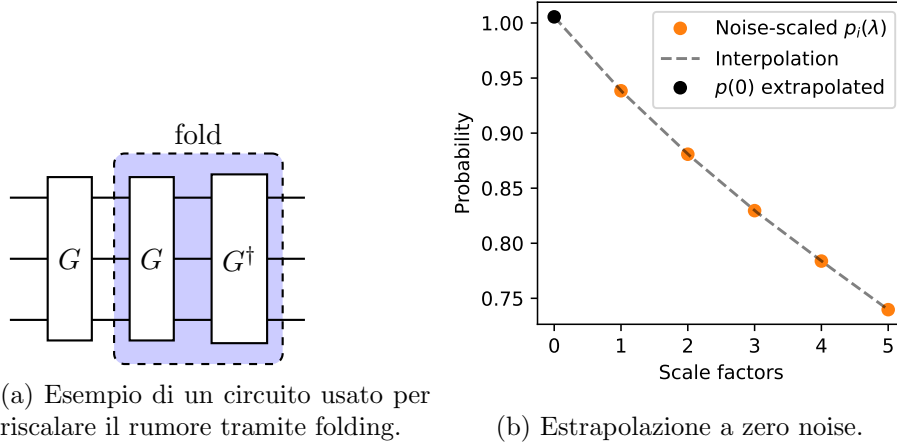 fold
G
G
G†
(a) Esempio di un circuito usato per
riscalare il rumore tramite folding.
Probability
1.00
0.95
0.90
0.85
0.80
0.75
Noise-scaled pᵢ(λ)
Interpolation
p(0) extrapolated
0 1 2 3 4 5
Scale factors
(b) Estrapolazione a zero noise.